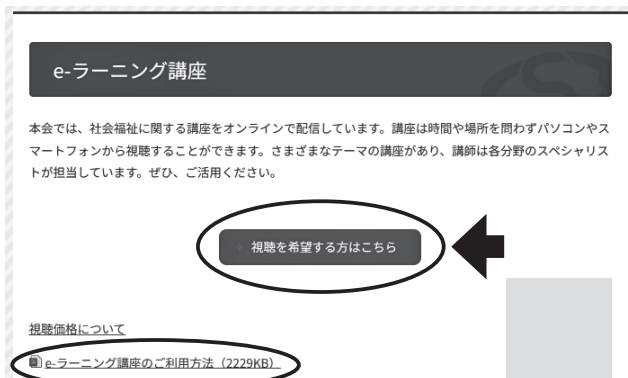 e-ラーニング講座
本会では、社会福祉に関する講座をオンラインで配信しています。講座は時間や場所を問わずパソコンやス
マートフォンから視聴することができます。さまざまなテーマの講座があり、講師は各分野のスペシャリス
トが担当しています。ぜひ、ご活用ください。
視聴を希望する方はこちら
視聴価格について
e-ラーニング講座のご利用方法（2229KB）